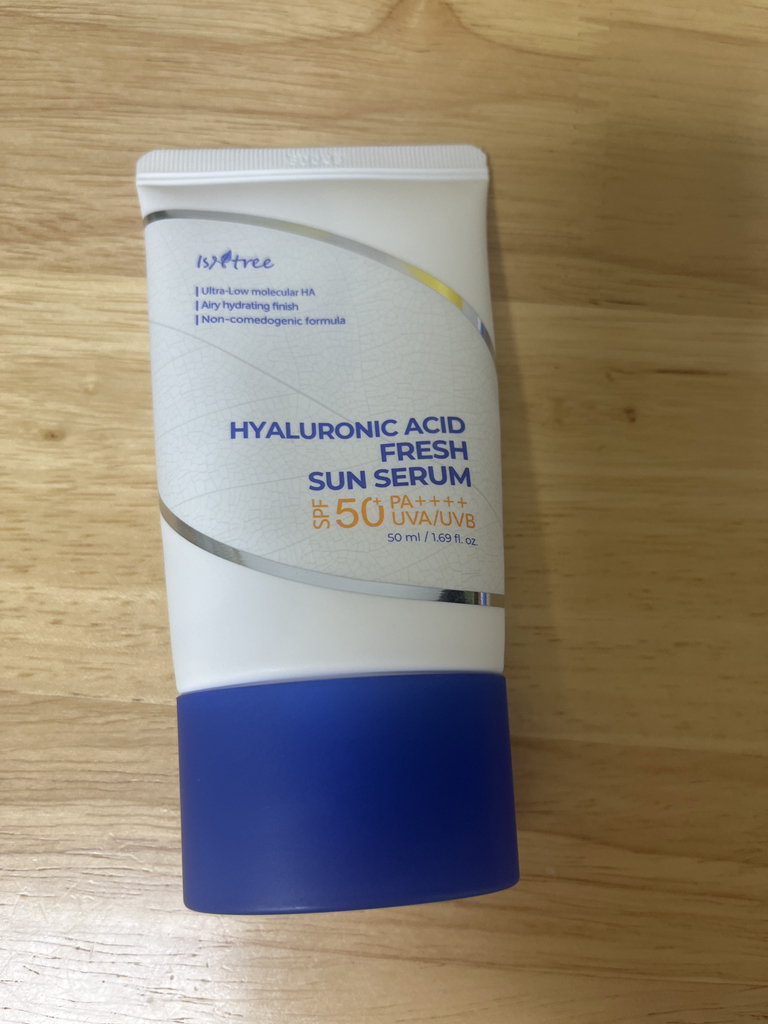 Isntree
Ultra-Low molecular HA
Airy hydrating finish
Non-comedogenic formula
HYALURONIC ACID
FRESH
SUN SERUM
SPF 50+ PA++++
UVA/UVB
50 ml / 1.69 fl. oz.